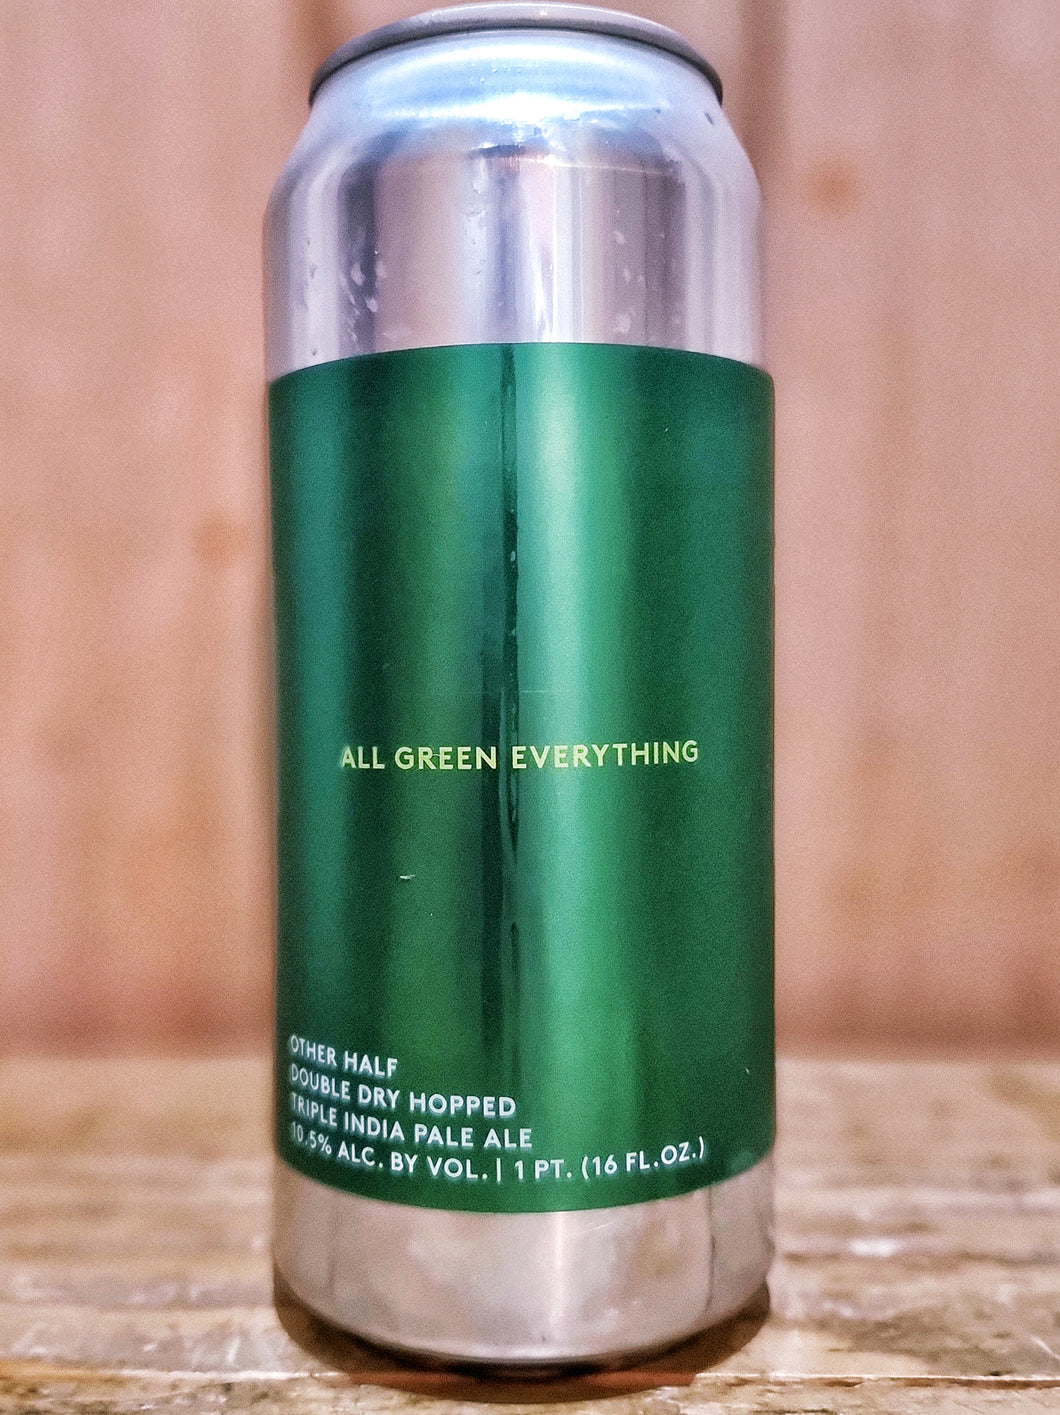 ALL GREEN EVERYTHING
OTHER HALF
DOUBLE DRY HOPPED
TRIPLE INDIA PALE ALE
10.5% ALC. BY VOL. | 1 PT. (16 FL.OZ.)